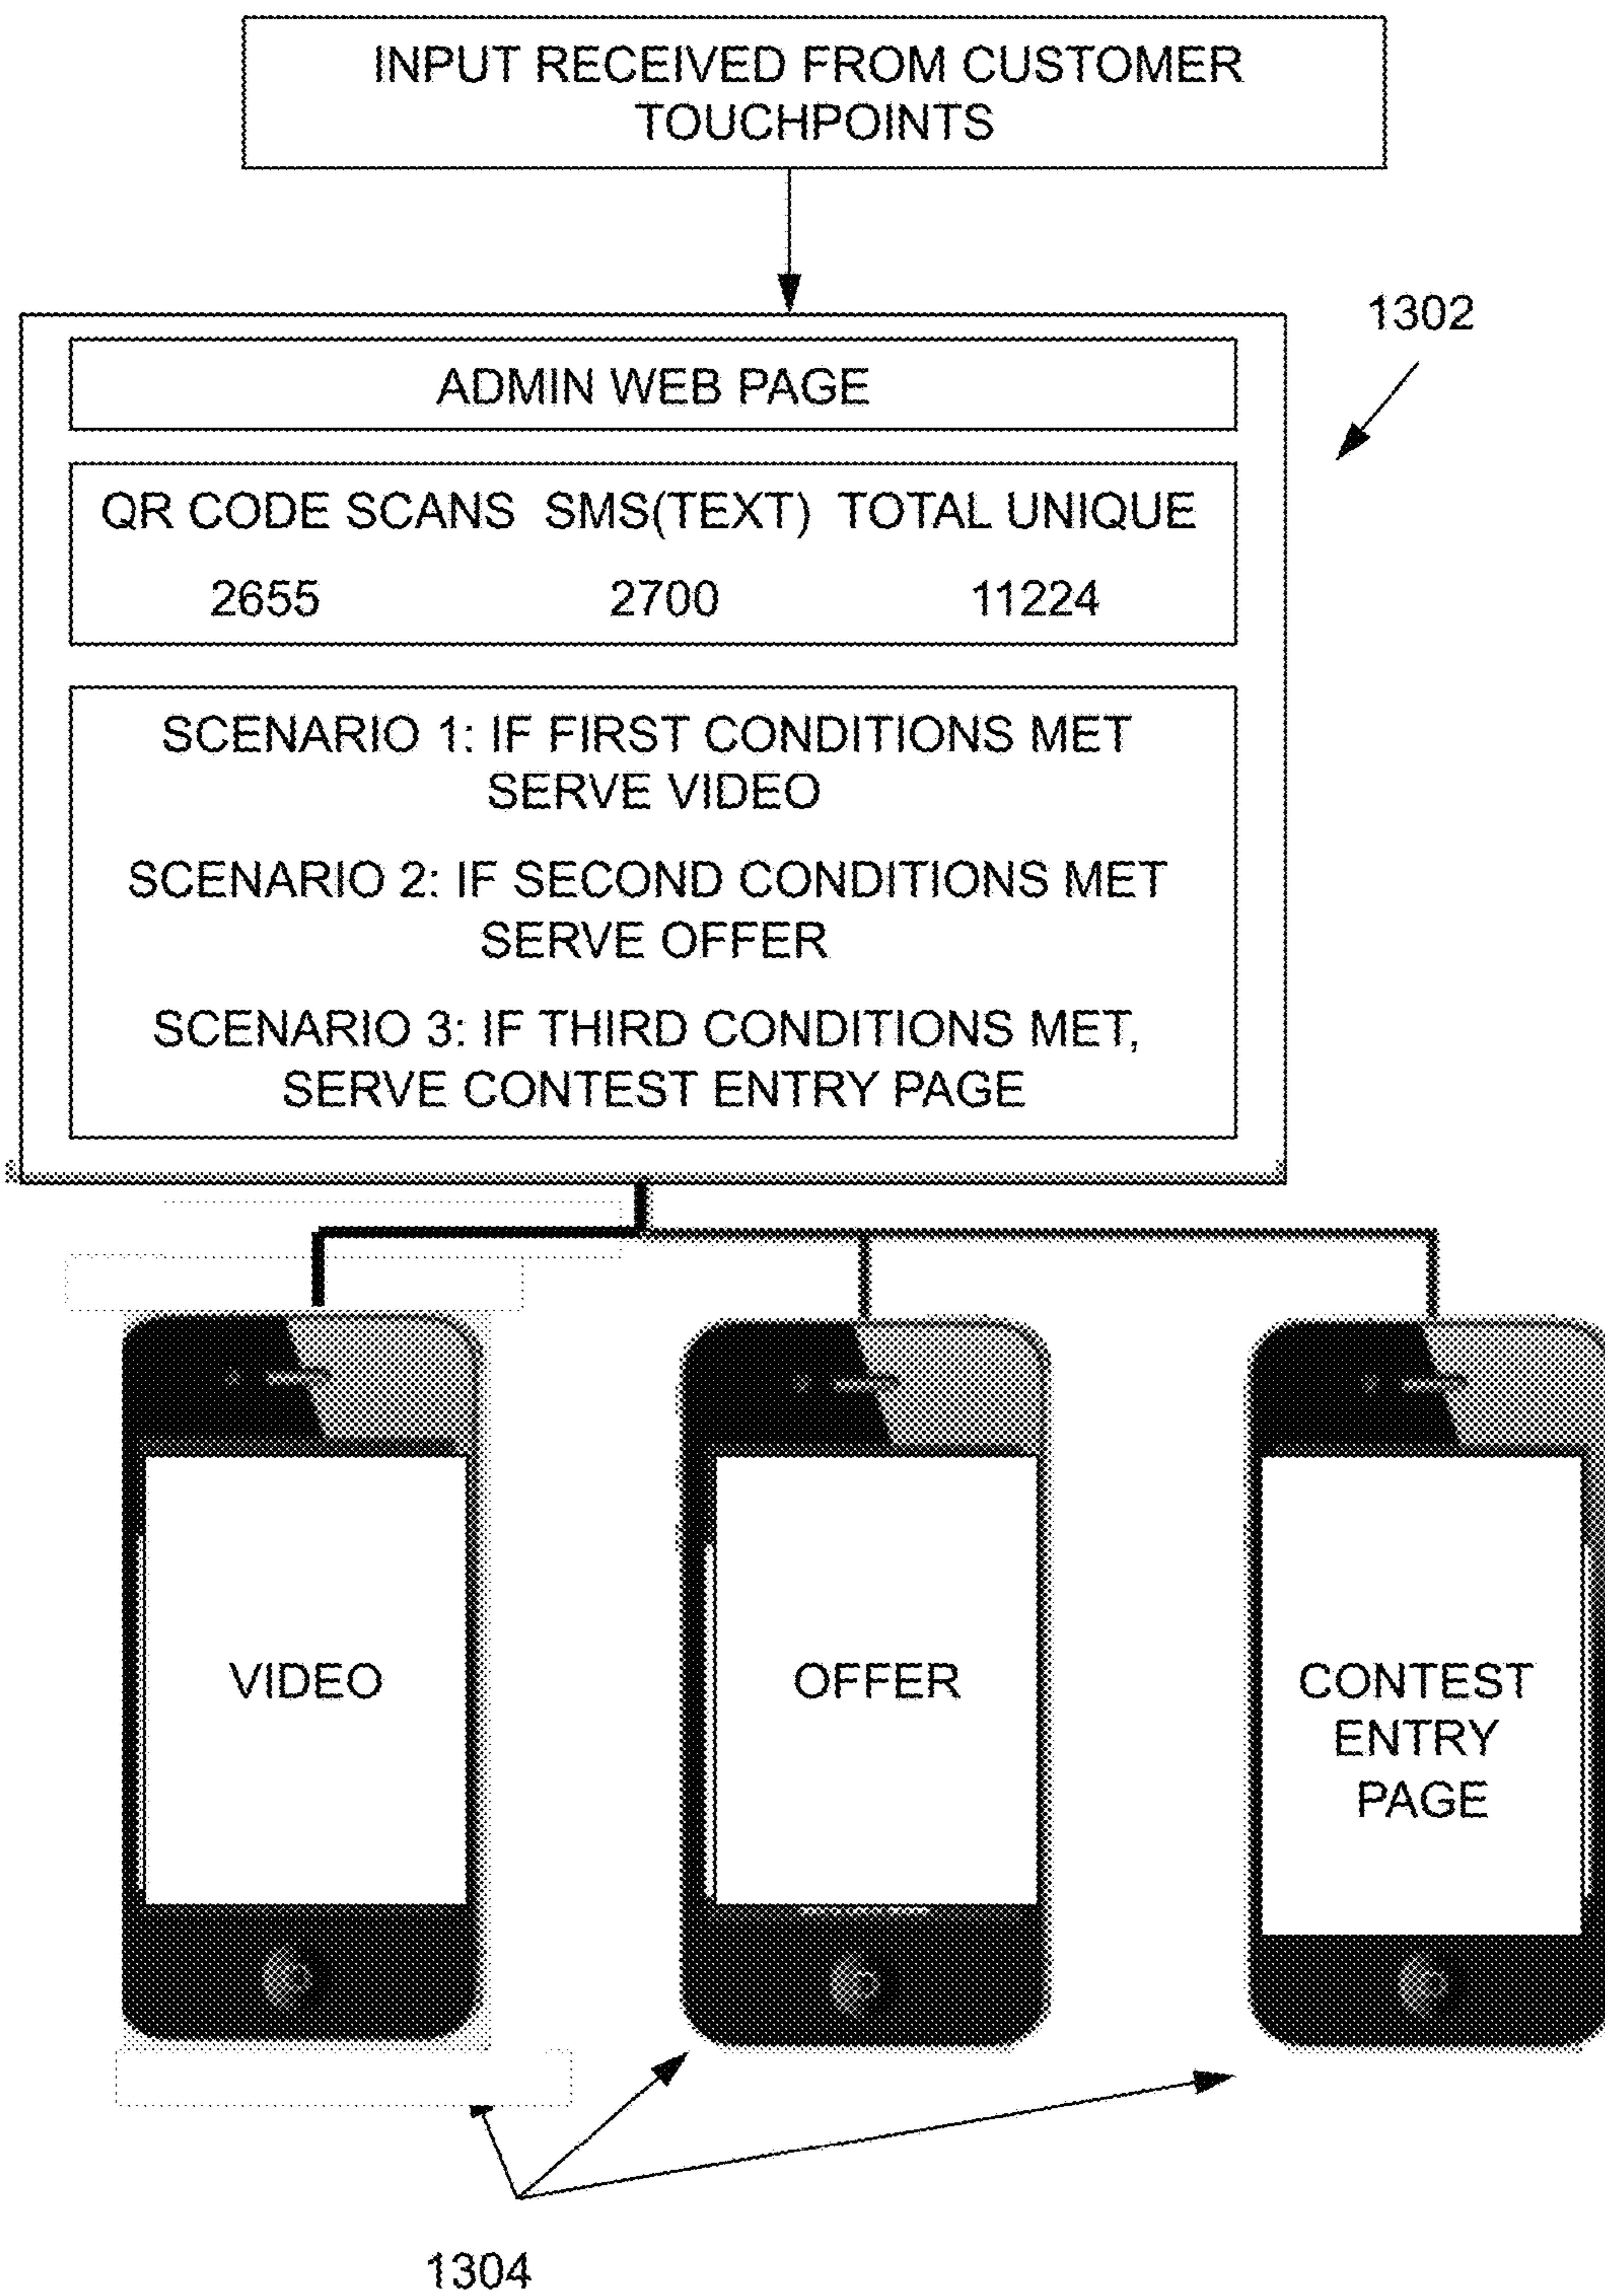 INPUT RECEIVED FROM CUSTOMER
TOUCHPOINTS
1302
ADMIN WEB PAGE
QR CODE SCANS SMS(TEXT) TOTAL UNIQUE
2655 2700 11224
SCENARIO 1: IF FIRST CONDITIONS MET
SERVE VIDEO
SCENARIO 2: IF SECOND CONDITIONS MET
SERVE OFFER
SCENARIO 3: IF THIRD CONDITIONS MET,
SERVE CONTEST ENTRY PAGE
VIDEO
OFFER
CONTEST
ENTRY
PAGE
1304